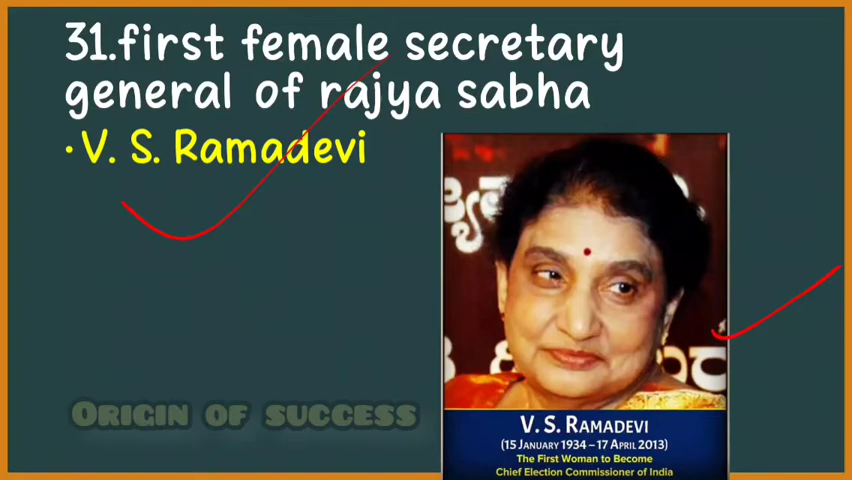 31.first female secretary
general of rajya sabha
•V. S. Ramadevi
ORIGIN OF SUCCESS
V. S. RAMADEVI
(15 JANUARY 1934 – 17 APRIL 2013)
The First Woman to Become
Chief Election Commissioner of India